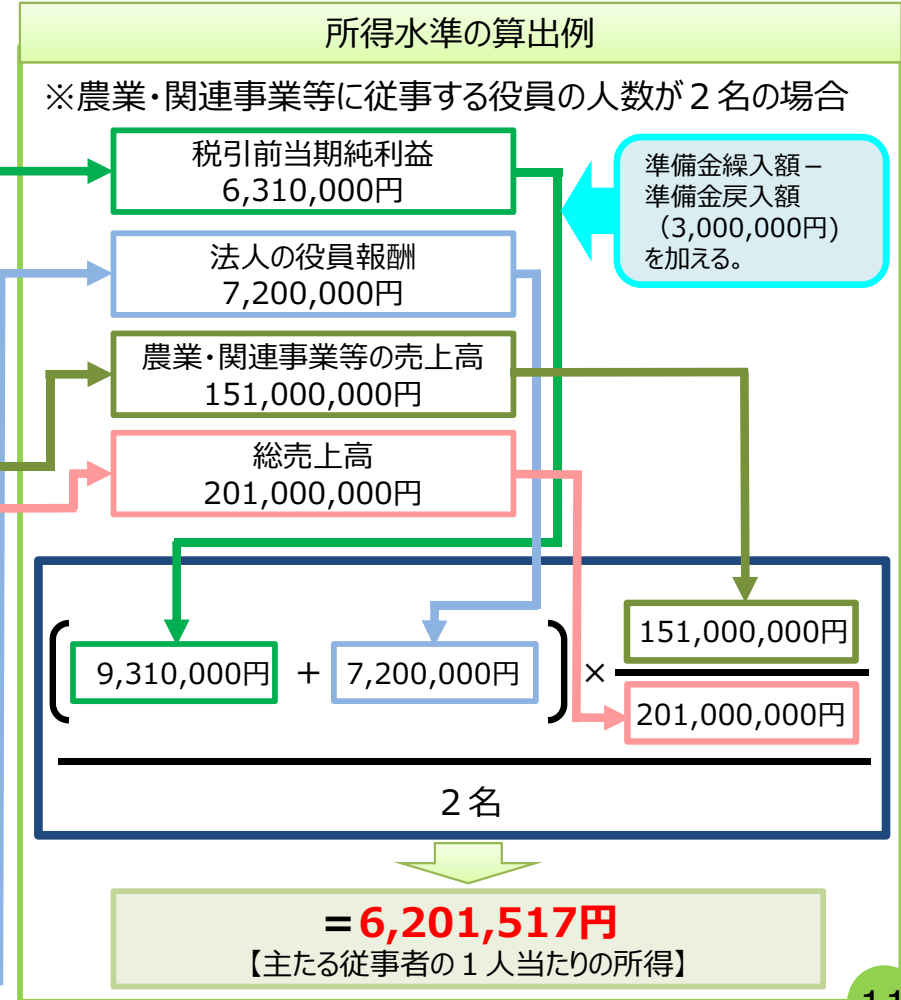 所得水準の算出例
※農業・関連事業等に従事する役員の人数が２名の場合
税引前当期純利益
6,310,000円
準備金繰入額－
準備金戻入額
（3,000,000円)
を加える。
法人の役員報酬
7,200,000円
農業・関連事業等の売上高
151,000,000円
総売上高
201,000,000円
9,310,000円 ＋ 7,200,000円 × 151,000,000円
201,000,000円
２名
＝6,201,517円
【主たる従事者の１人当たりの所得】
11